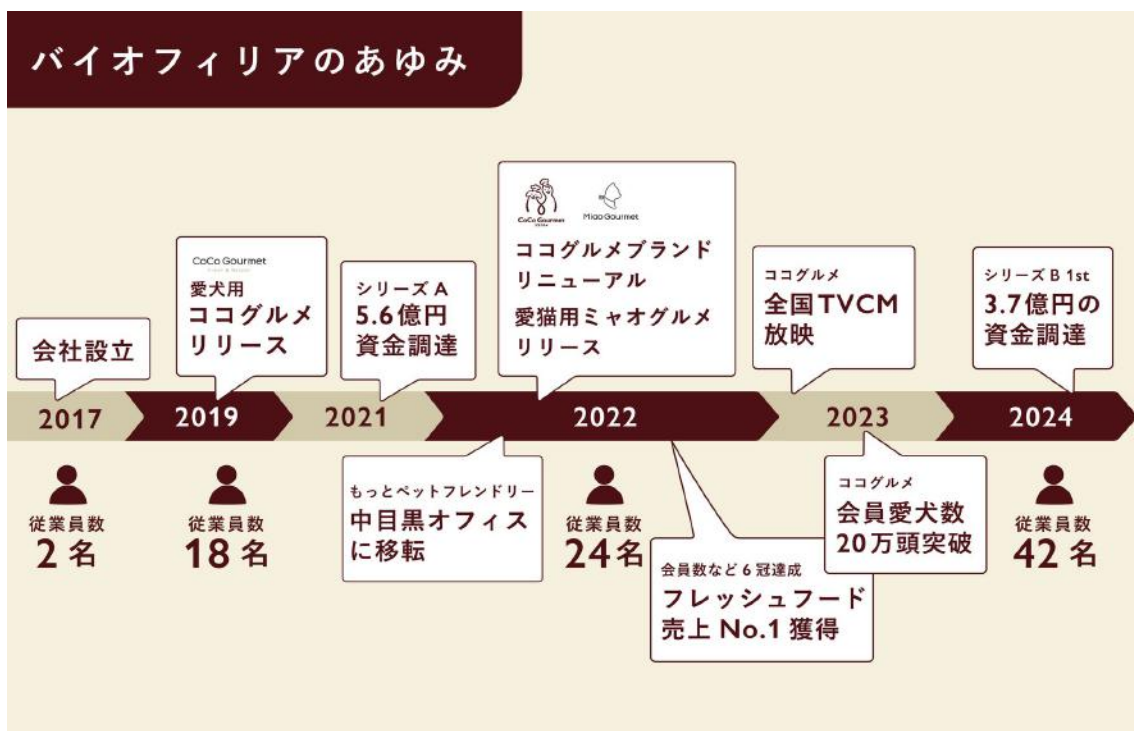 バイオフィリアのあゆみ
会社設立
2017
従業員数
2名
CoCo Gourmet
愛犬用
ココグルメ
リリース
2019
従業員数
18名
シリーズA
5.6億円
資金調達
2021
CoCo Gourmet
Miao Gourmet
ココグルメブランド
リニューアル
愛猫用ミャオグルメ
リリース
2022
もっとペットフレンドリー
中目黒オフィス
に移転
従業員数
24名
会員数など6冠達成
フレッシュフード
売上No.1獲得
ココグルメ
全国TVCM
放映
2023
ココグルメ
会員愛犬数
20万頭突破
シリーズB 1st
3.7億円の
資金調達
2024
従業員数
42名